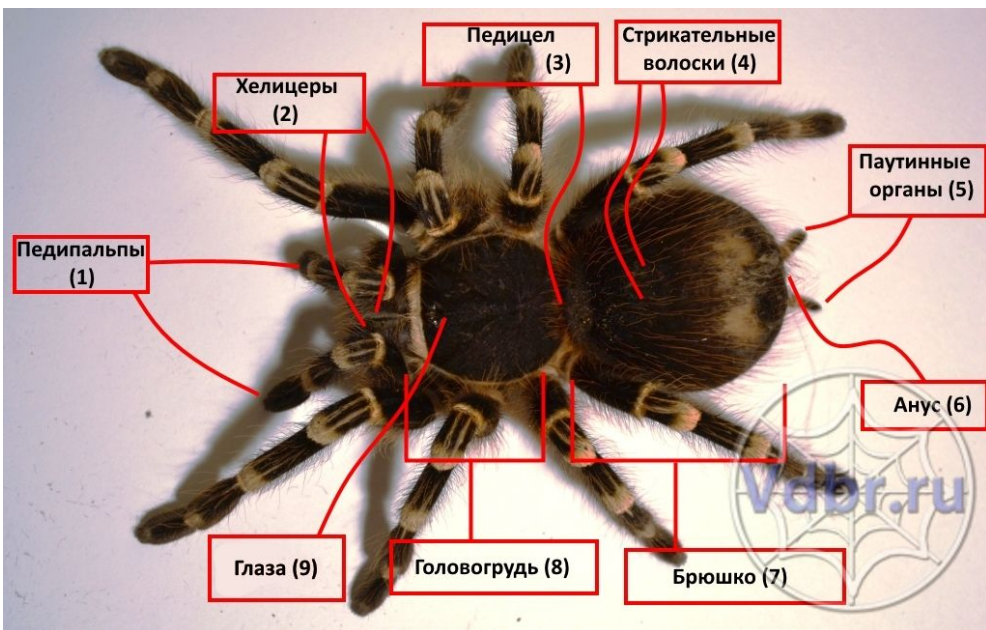 Педицел
(3)
Стрикательные
волоски (4)
Хелицеры
(2)
Паутинные
органы (5)
Педипальпы
(1)
Анус (6)
Vdbr.ru
Глаза (9)
Головогрудь (8)
Брюшко (7)